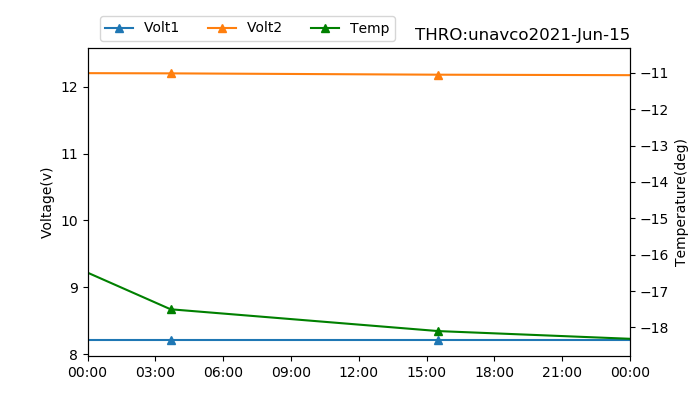 Volt1 Volt2 Temp
THRO:unavco2021-Jun-15
Voltage(v)
12
11
10
9
8
−11
−12
−13
−14
−15
−16
−17
−18
Temperature(deg)
00:00 03:00 06:00 09:00 12:00 15:00 18:00 21:00 00:00